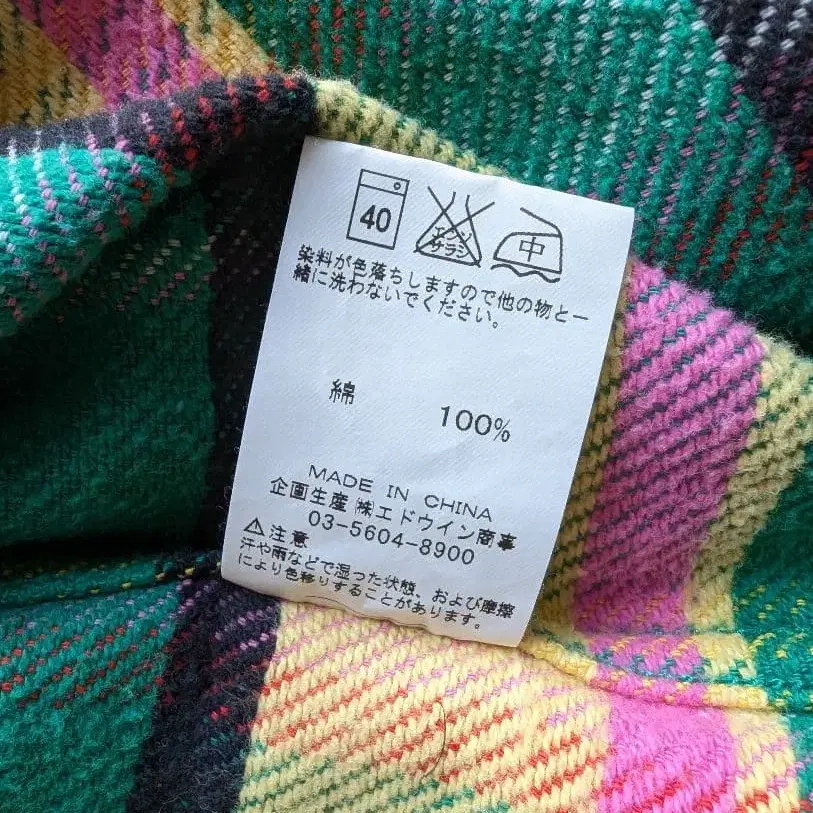 40 エンソ 中
サラシ
染料が色落ちしますので他の物と一
緒に洗わないでください。
綿 100%
MADE IN CHINA
企画生産 ㈱エドウイン商事
03-5604-8900
⚠注意
汗や雨などで湿った状態、および摩擦
により色移りすることがあります。